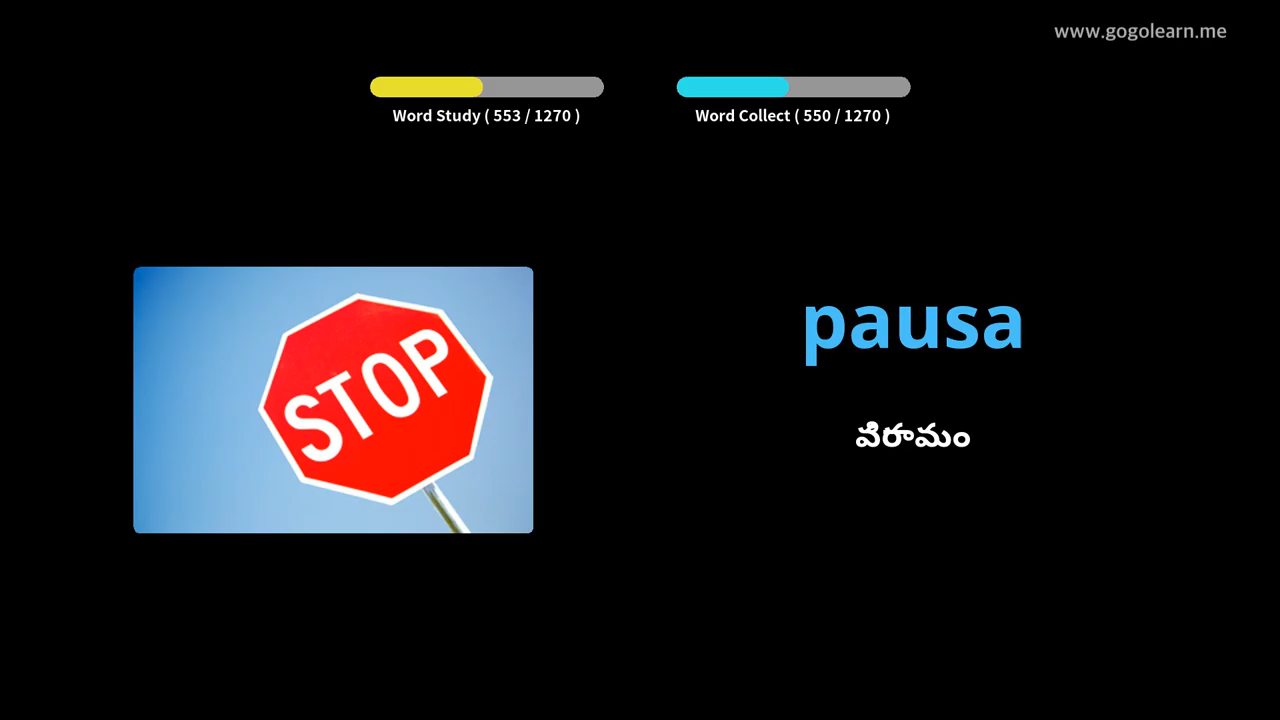 www.gogolearn.me
Word Study ( 553 / 1270 )
Word Collect ( 550 / 1270 )
STOP
pausa
విరామం